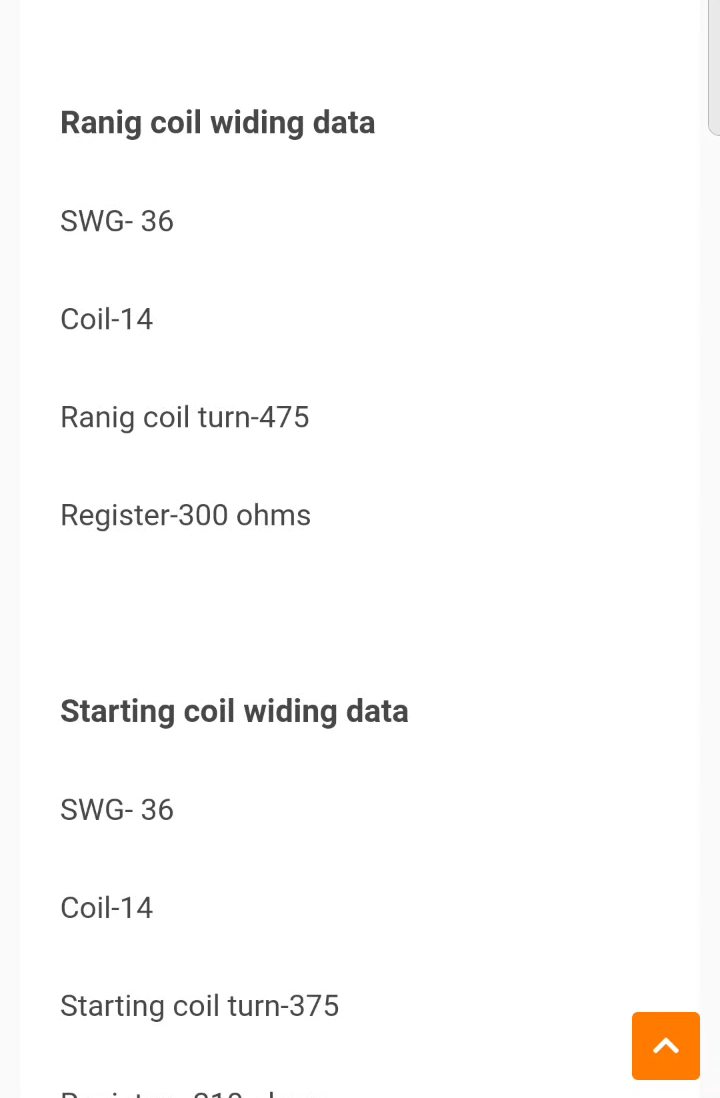 Ranig coil widing data
SWG- 36
Coil-14
Ranig coil turn-475
Register-300 ohms
Starting coil widing data
SWG- 36
Coil-14
Starting coil turn-375